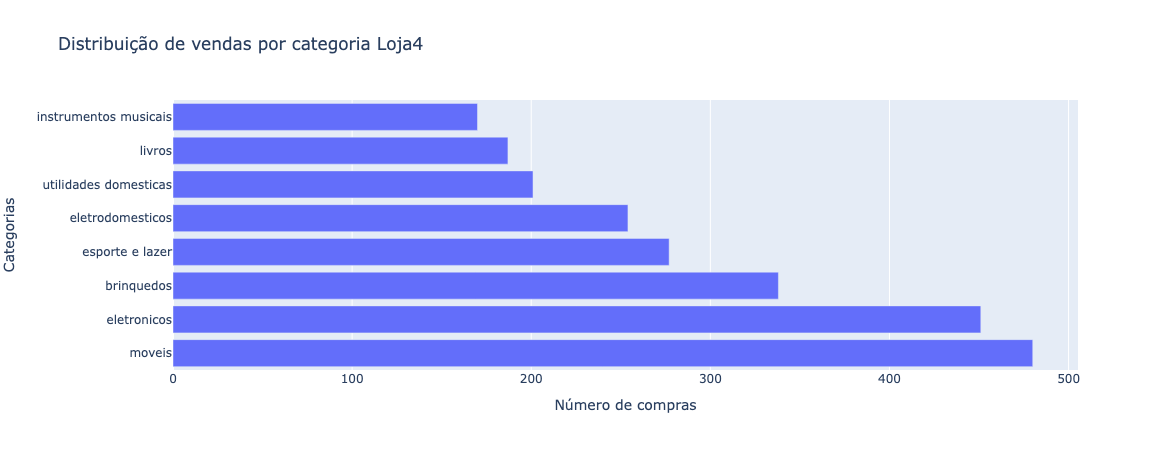 Distribuição de vendas por categoria Loja4
Categorias
instrumentos musicais
livros
utilidades domesticas
eletrodomesticos
esporte e lazer
brinquedos
eletronicos
moveis
0 100 200 300 400 500
Número de compras